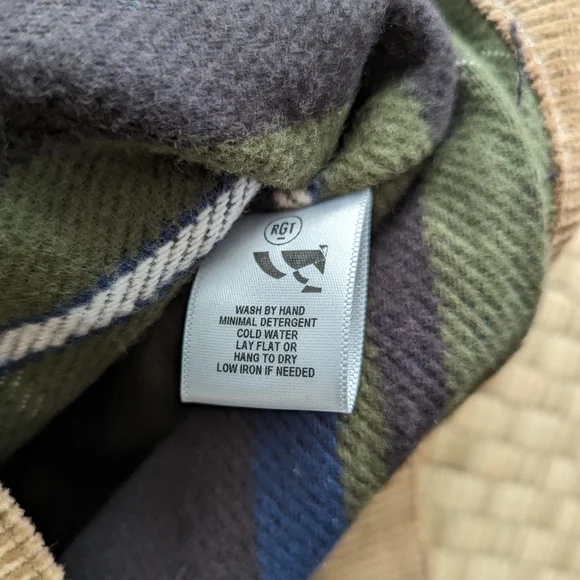 RGT
WASH BY HAND
MINIMAL DETERGENT
COLD WATER
LAY FLAT OR
HANG TO DRY
LOW IRON IF NEEDED